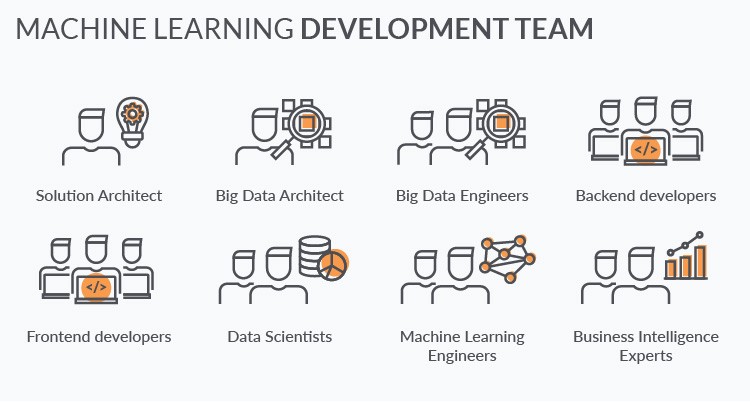 MACHINE LEARNING DEVELOPMENT TEAM
Solution Architect
Big Data Architect
Big Data Engineers
Backend developers
</>
Frontend developers
</>
Data Scientists
Machine Learning
Engineers
Business Intelligence
Experts